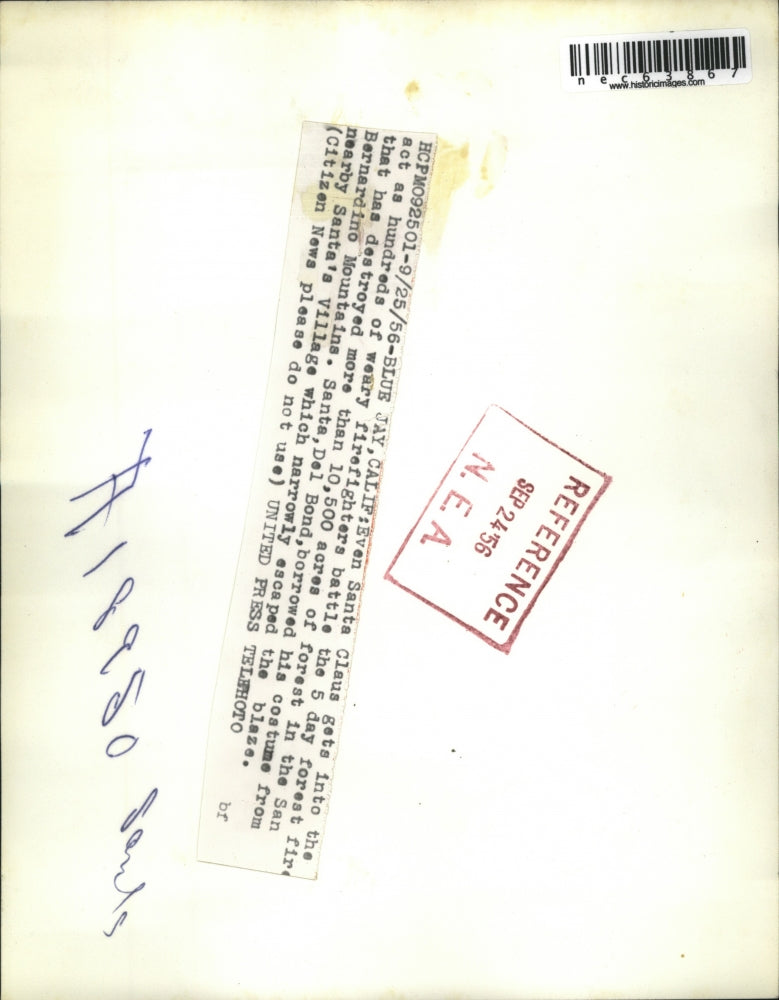 nec63867
www.historicimages.com
HCPM092501-9/25/56-BLUE JAY,CALIF:Even Santa Claus gets into the
act as hundreds of weary firefighters battle the 5 day forest fire
that has destroyed more than 10,500 acres of forest in the San
Bernardino Mountains. Santa, Del Bond,borrowed his costume from
nearby Santa's Village which narrowly escaped the blaze.
(Citizen News please do not use) UNITED PRESS TELEPHOTO
bf
REFERENCE
SEP 24 '56
N.E.A.